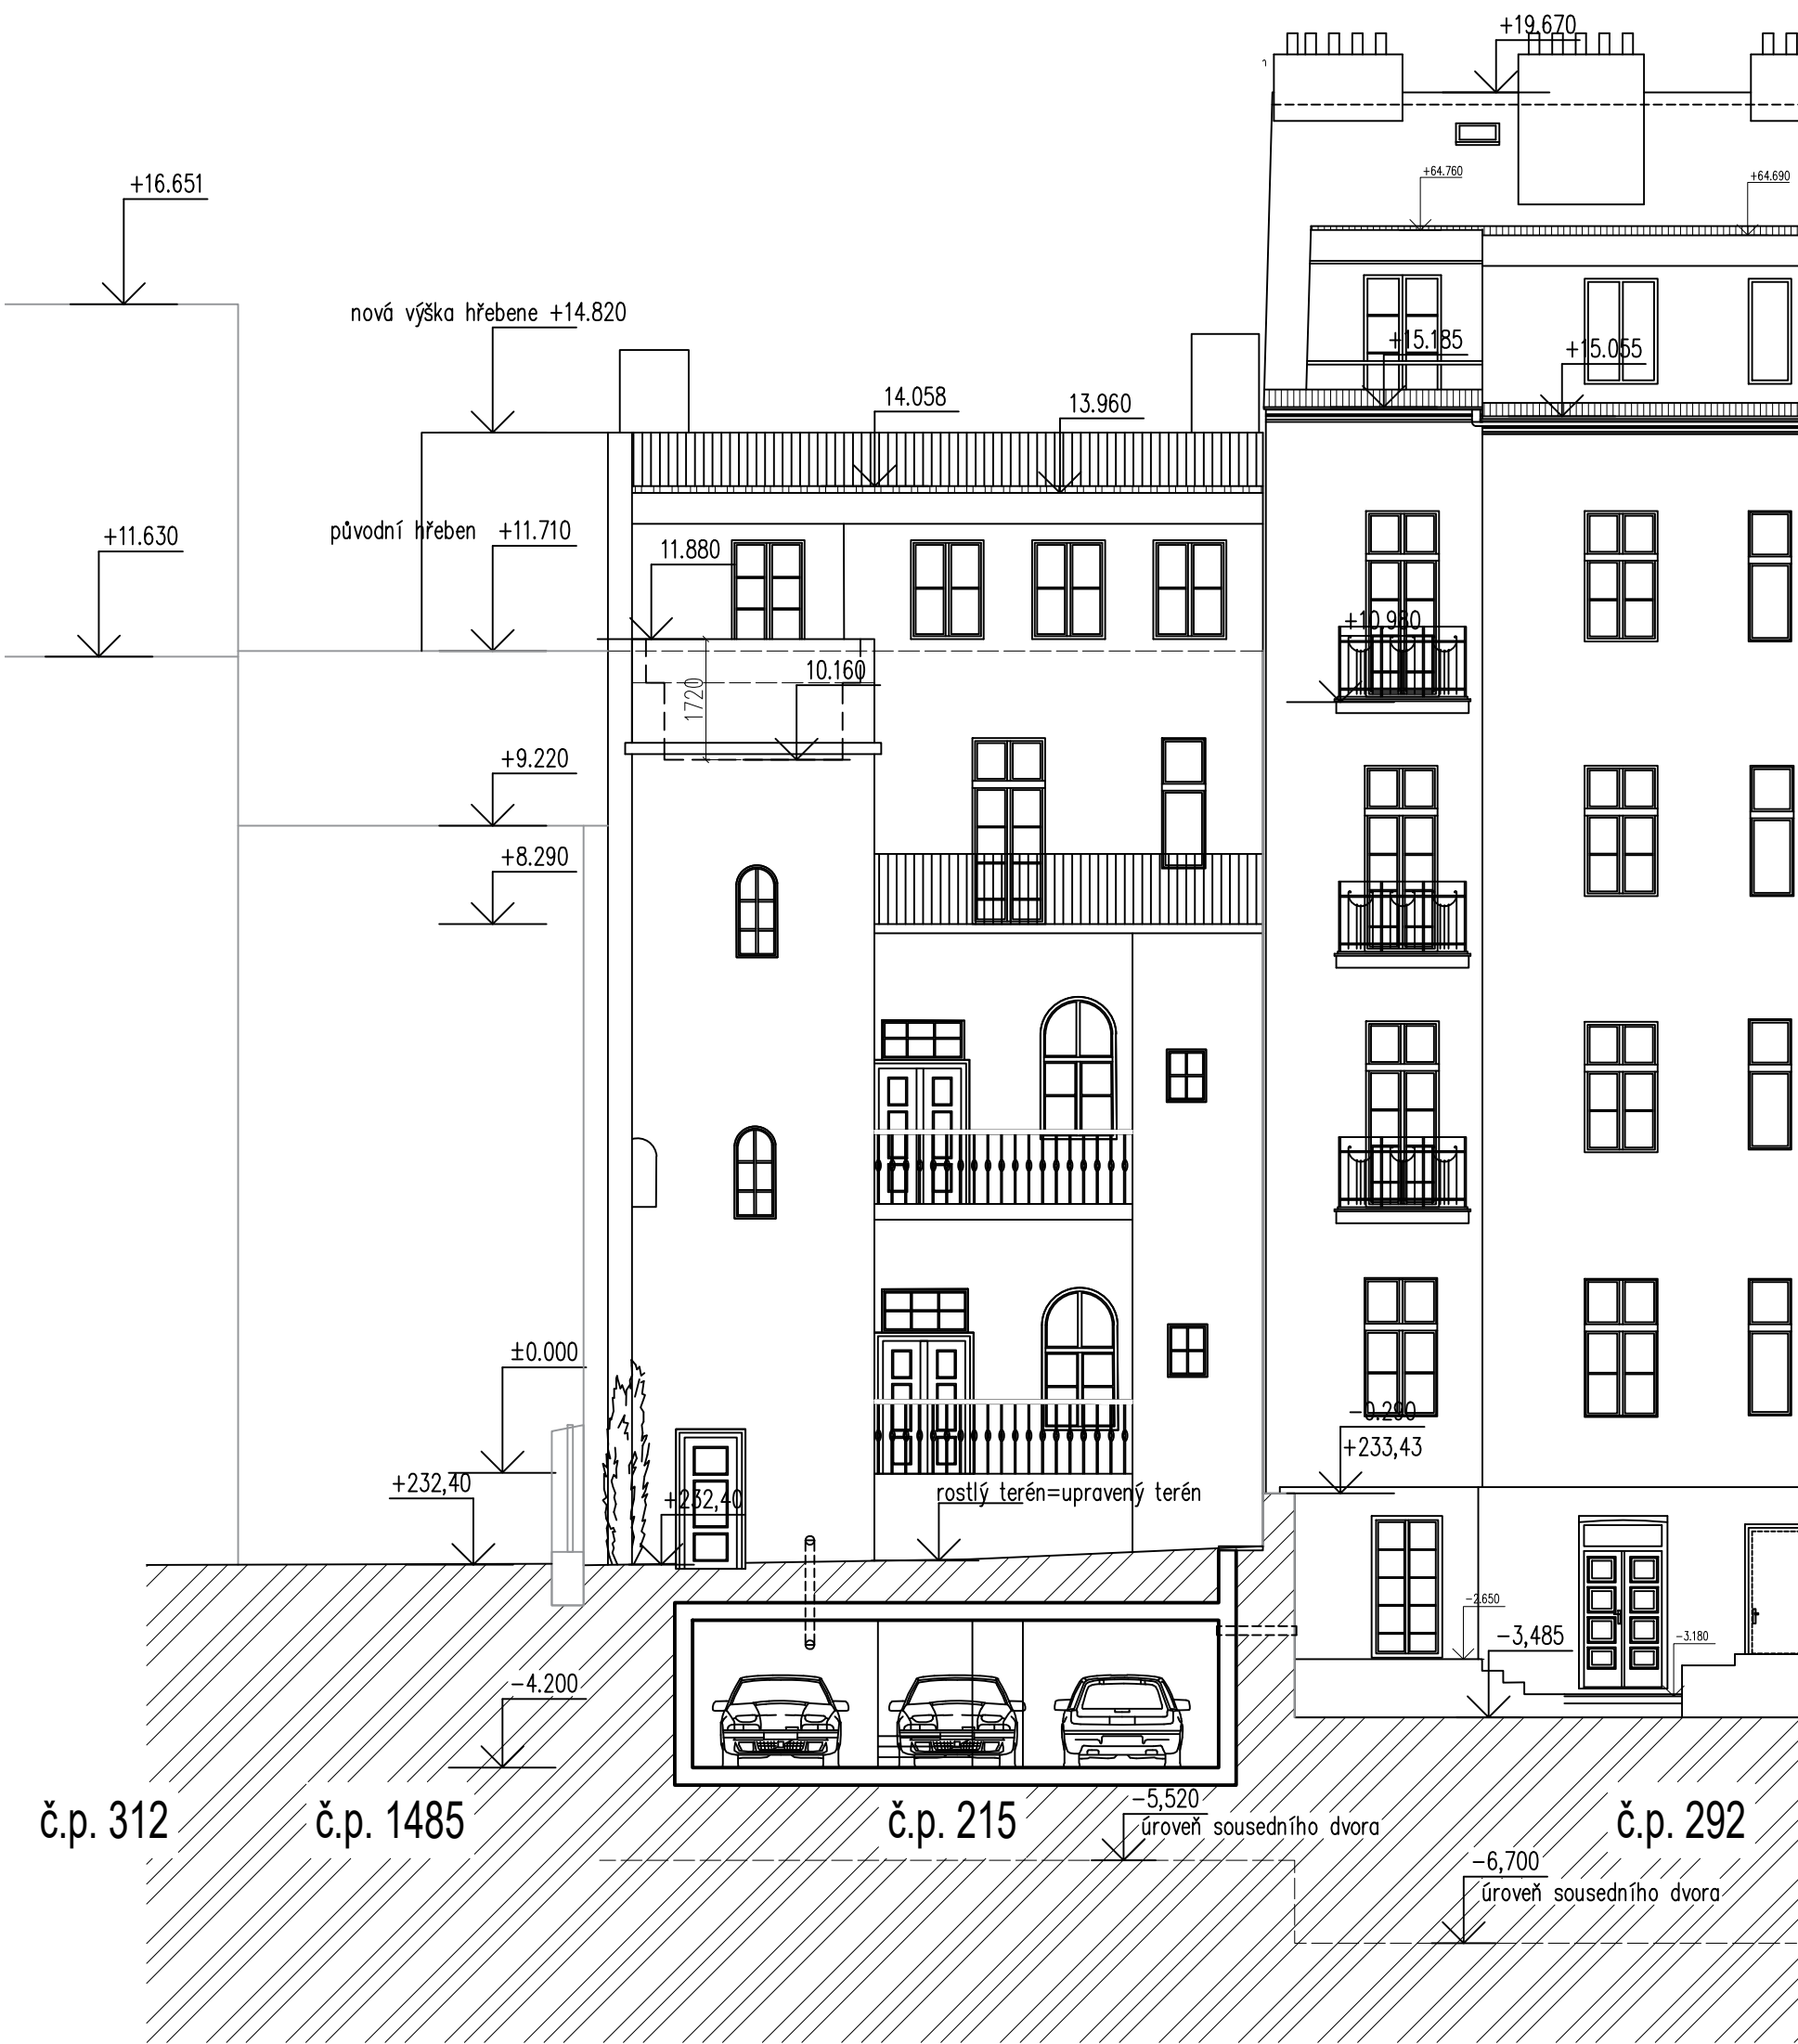 +19.670
+64.760
+64.690
+16.651
nová výška hřebene +14.820
+15.185
+15.055
14.058
13.960
původní hřeben +11.710
+11.630
11.880
+10.980
10.160
1720
+9.220
+8.290
±0.000
-0.290
+233,43
+232,40
+232,40
rostlý terén=upravený terén
-2.650
-3,485
-3.180
-4.200
č.p. 312
č.p. 1485
č.p. 215
č.p. 292
-5,520
úroveň sousedního dvora
-6,700
úroveň sousedního dvora